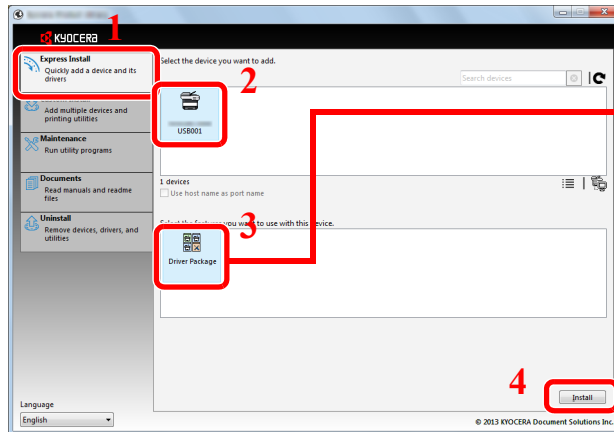 1
KYOCERA
Express Install
Quickly add a device and its
drivers
Add multiple devices and
printing utilities
Maintenance
Run utility programs
Documents
Read manuals and readme
files
Uninstall
Remove devices, drivers, and
utilities
Language
English
Select the device you want to add.
Search devices
2
USB001
1 devices
Use host name as port name
Select the features you want to use with this device.
3
Driver Package
4
Install
© 2013 KYOCERA Document Solutions Inc.